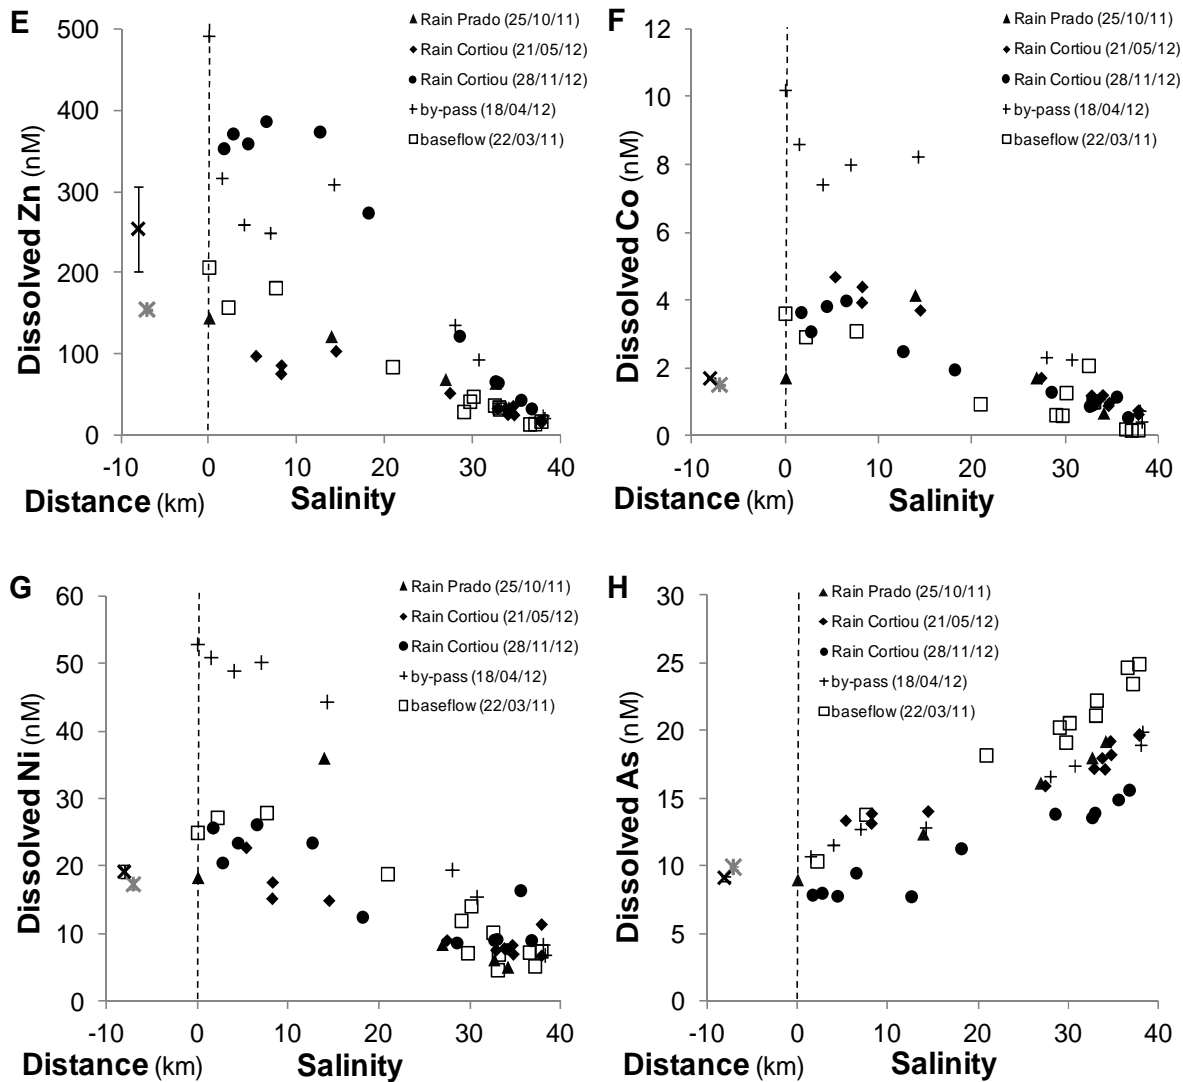 E
Dissolved Zn (nM)
500
400
300
200
100
0
-10 0 10 20 30 40
Distance (km) Salinity
Rain Prado (25/10/11)
Rain Cortiou (21/05/12)
Rain Cortiou (28/11/12)
by-pass (18/04/12)
baseflow (22/03/11)
F
Dissolved Co (nM)
12
10
8
6
4
2
0
-10 0 10 20 30 40
Distance (km) Salinity
Rain Prado (25/10/11)
Rain Cortiou (21/05/12)
Rain Cortiou (28/11/12)
by-pass (18/04/12)
baseflow (22/03/11)
G
Dissolved Ni (nM)
60
50
40
30
20
10
0
-10 0 10 20 30 40
Distance (km) Salinity
Rain Prado (25/10/11)
Rain Cortiou (21/05/12)
Rain Cortiou (28/11/12)
by-pass (18/04/12)
baseflow (22/03/11)
H
Dissolved As (nM)
30
25
20
15
10
5
0
-10 0 10 20 30 40
Distance (km) Salinity
Rain Prado (25/10/11)
Rain Cortiou (21/05/12)
Rain Cortiou (28/11/12)
by-pass (18/04/12)
baseflow (22/03/11)